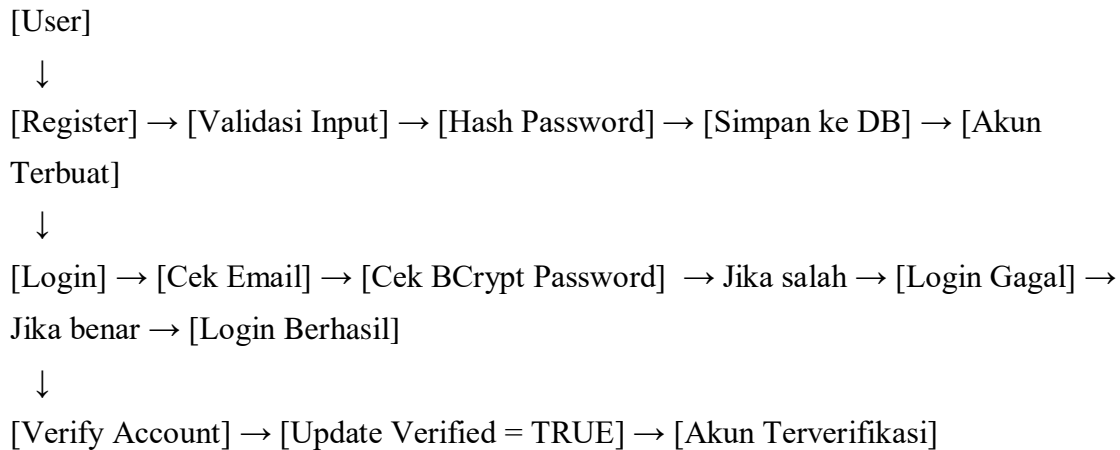 [User]
↓
[Register] → [Validasi Input] → [Hash Password] → [Simpan ke DB] → [Akun
Terbuat]
↓
[Login] → [Cek Email] → [Cek BCrypt Password] → Jika salah → [Login Gagal] →
Jika benar → [Login Berhasil]
↓
[Verify Account] → [Update Verified = TRUE] → [Akun Terverifikasi]